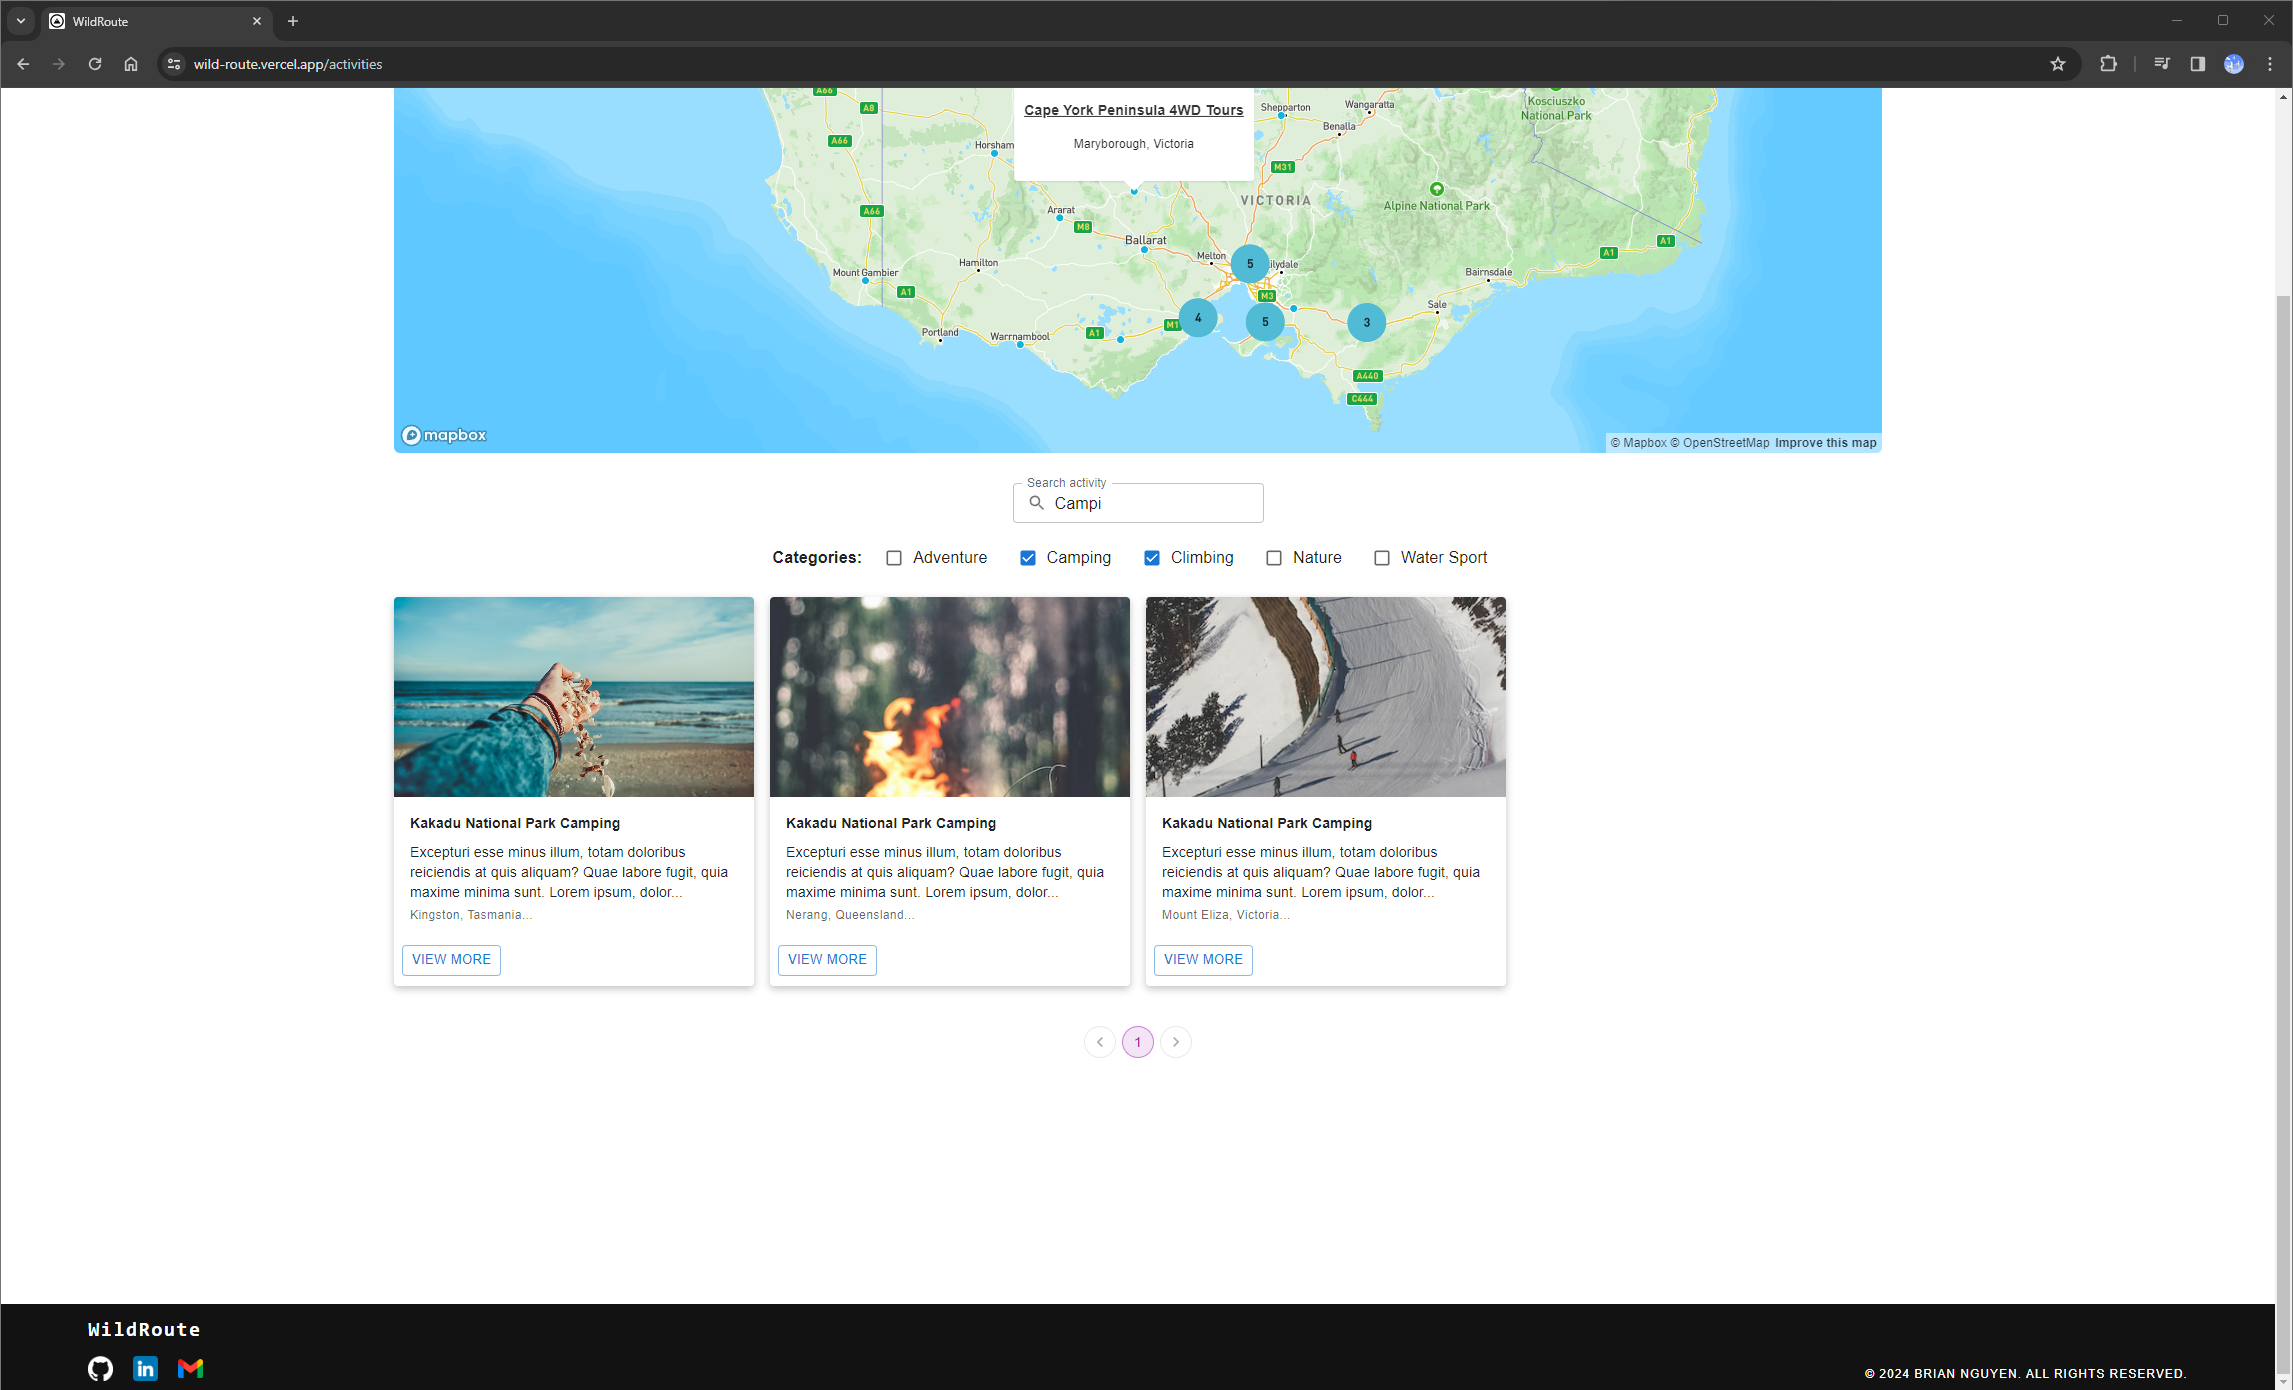 WildRoute
wild-route.vercel.app/activities
A66
A8
A66
Horsham
Cape York Peninsula 4WD Tours
Maryborough, Victoria
Shepparton
Wangaratta
Benalla
Kosciuszko
National Park
M31
VICTORIA
Alpine National Park
A66
Ararat
M8
Ballarat
Melton
5
ilydale
A1
A1
Mount Gambier
Hamilton
Bairnsdale
A1
M3
Sale
Portland
Warrnambool
A1
M1
4
5
3
A440
C444
mapbox
© Mapbox © OpenStreetMap Improve this map
Search activity
Campi
Categories: Adventure Camping Climbing Nature Water Sport
Kakadu National Park Camping
Excepturi esse minus illum, totam doloribus
reiciendis at quis aliquam? Quae labore fugit, quia
maxime minima sunt. Lorem ipsum, dolor...
Kingston, Tasmania...
VIEW MORE
Kakadu National Park Camping
Excepturi esse minus illum, totam doloribus
reiciendis at quis aliquam? Quae labore fugit, quia
maxime minima sunt. Lorem ipsum, dolor...
Nerang, Queensland...
VIEW MORE
Kakadu National Park Camping
Excepturi esse minus illum, totam doloribus
reiciendis at quis aliquam? Quae labore fugit, quia
maxime minima sunt. Lorem ipsum, dolor...
Mount Eliza, Victoria...
VIEW MORE
1
WildRoute
in
© 2024 BRIAN NGUYEN. ALL RIGHTS RESERVED.